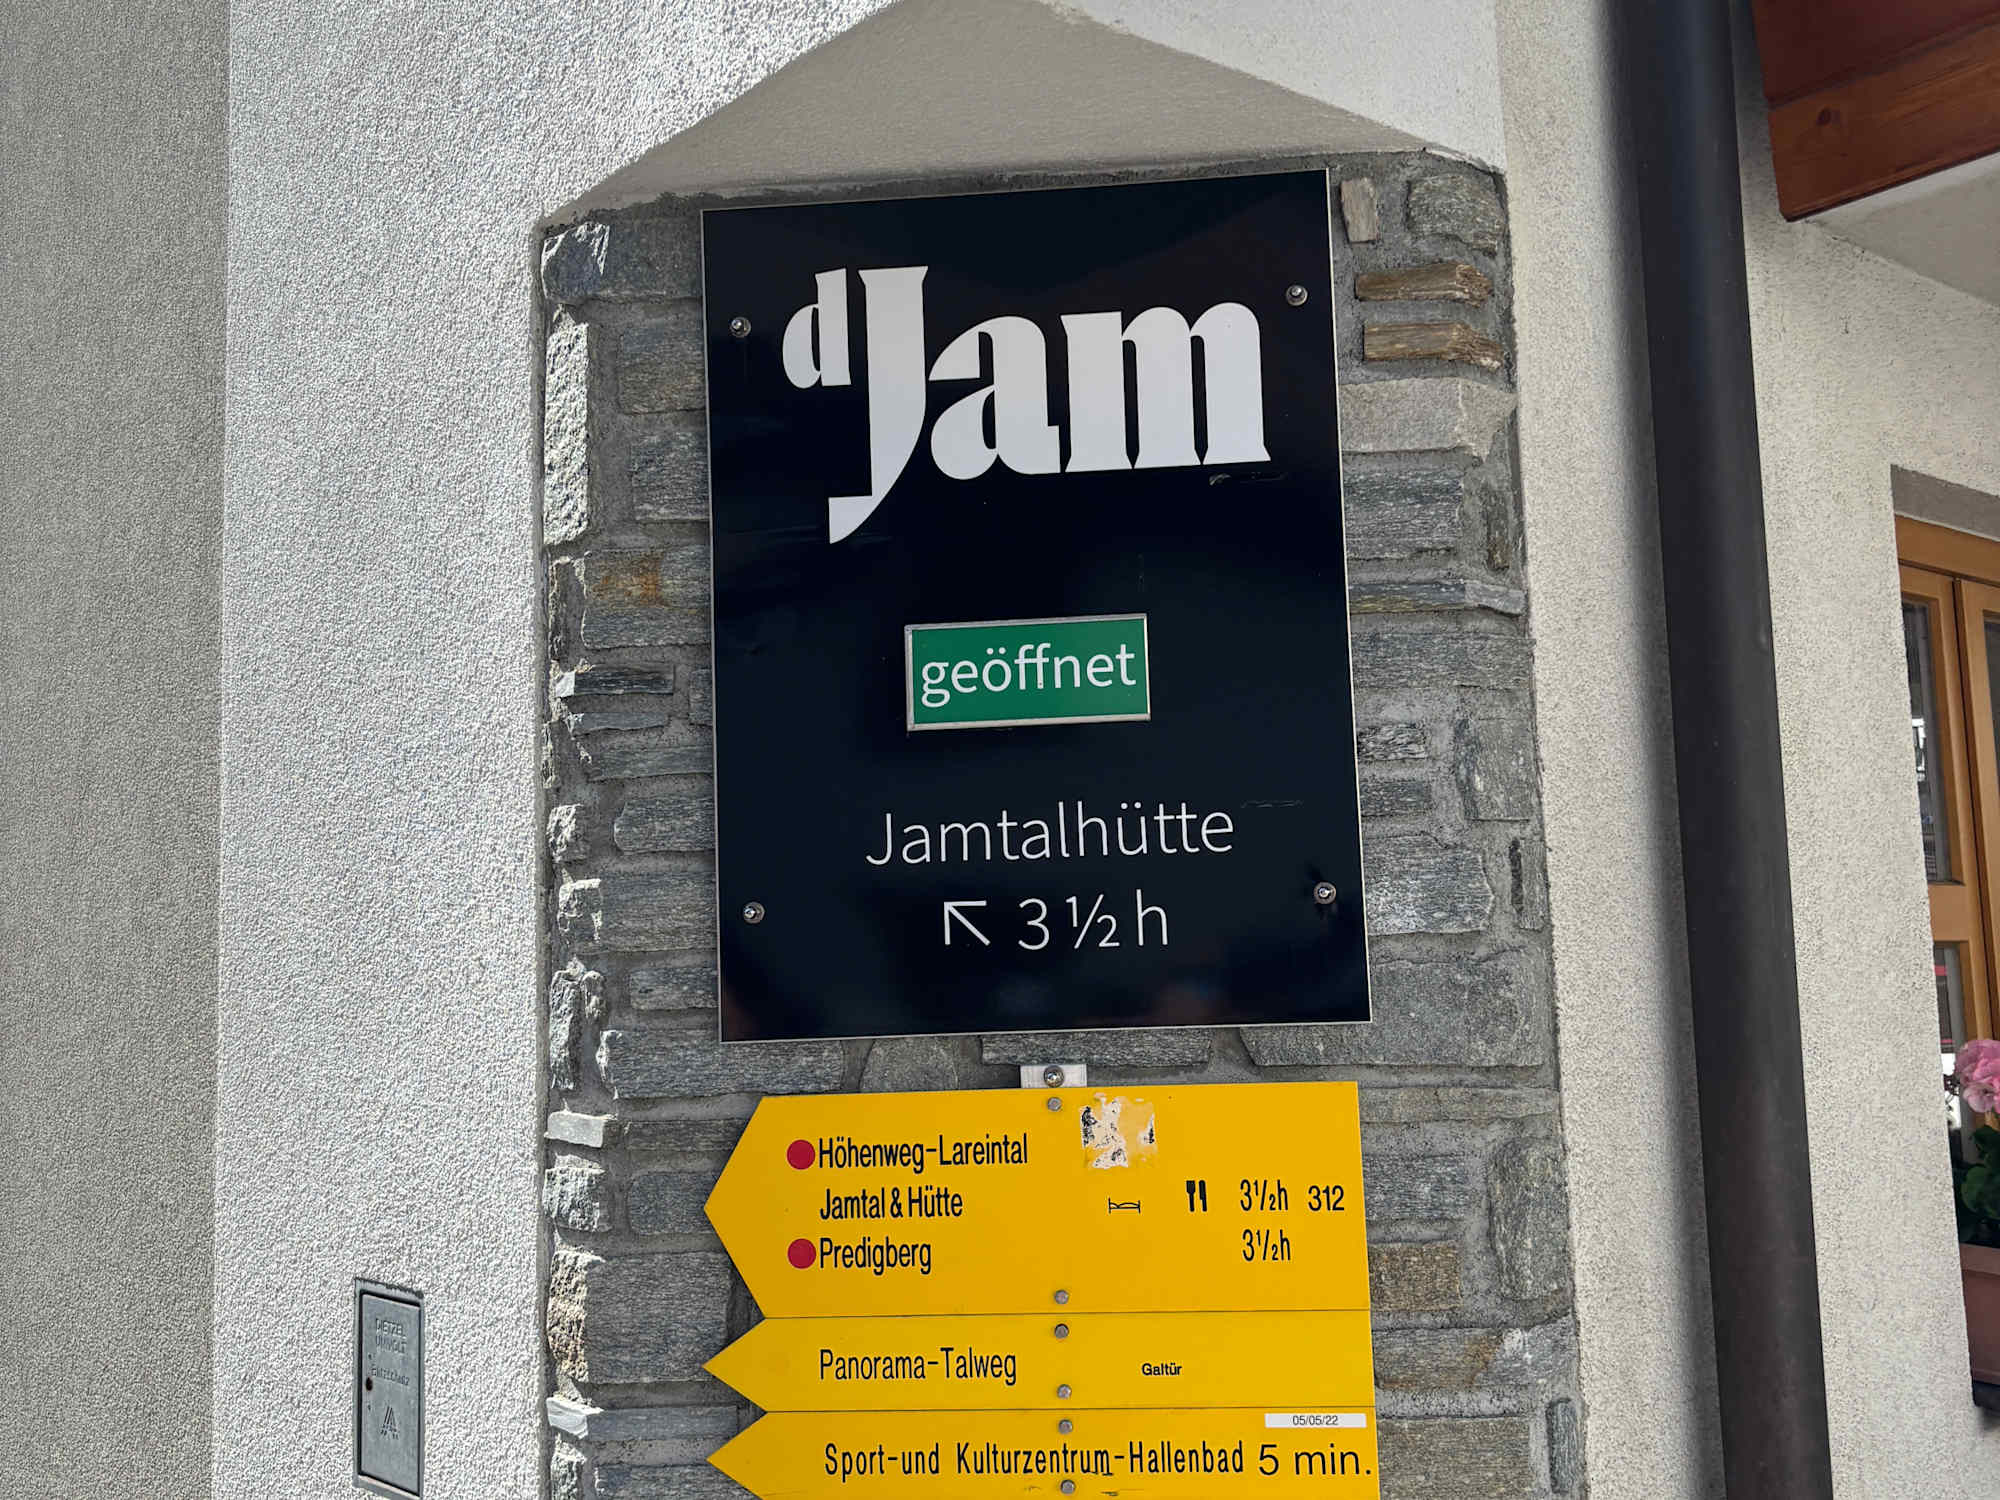 dJam
geöffnet
Jamtalhütte
↖ 3 ½ h
Höhenweg-Lareintal
Jamtal & Hütte 3½h 312
Predigberg 3½h
Panorama-Talweg Galtür
05/05/22
Sport-und Kulturzentrum-Hallenbad 5 min.